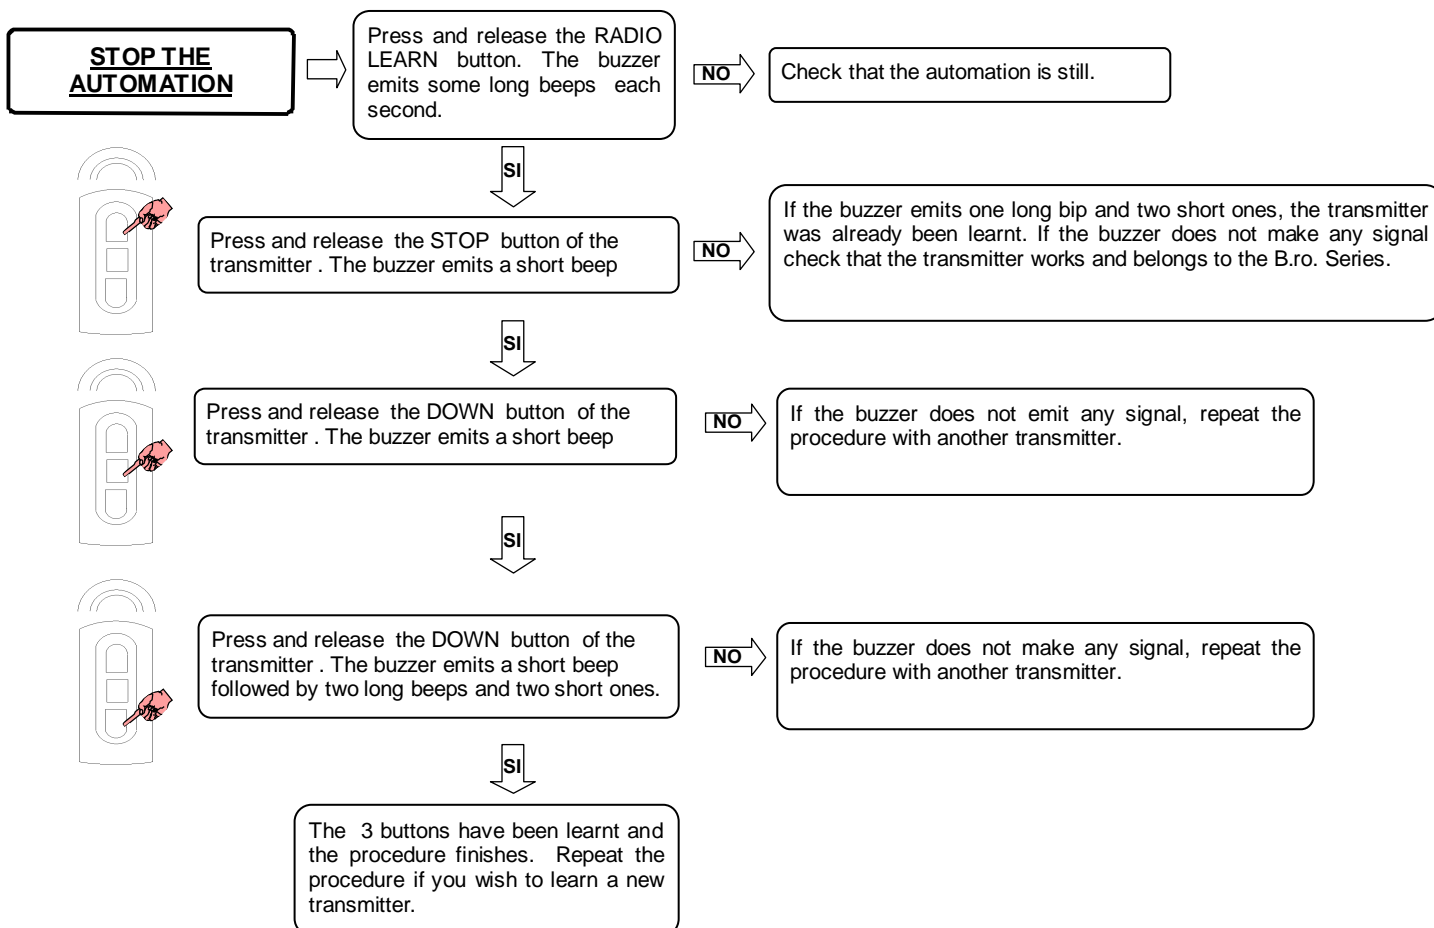 STOP THE
AUTOMATION
Press and release the RADIO
LEARN button. The buzzer
emits some long beeps each
second.
NO
Check that the automation is still.
SI
Press and release the STOP button of the
transmitter . The buzzer emits a short beep
NO
If the buzzer emits one long bip and two short ones, the transmitter
was already been learnt. If the buzzer does not make any signal
check that the transmitter works and belongs to the B.ro. Series.
SI
Press and release the DOWN button of the
transmitter . The buzzer emits a short beep
NO
If the buzzer does not emit any signal, repeat the
procedure with another transmitter.
SI
Press and release the DOWN button of the
transmitter . The buzzer emits a short beep
followed by two long beeps and two short ones.
NO
If the buzzer does not make any signal, repeat the
procedure with another transmitter.
SI
The 3 buttons have been learnt and
the procedure finishes. Repeat the
procedure if you wish to learn a new
transmitter.